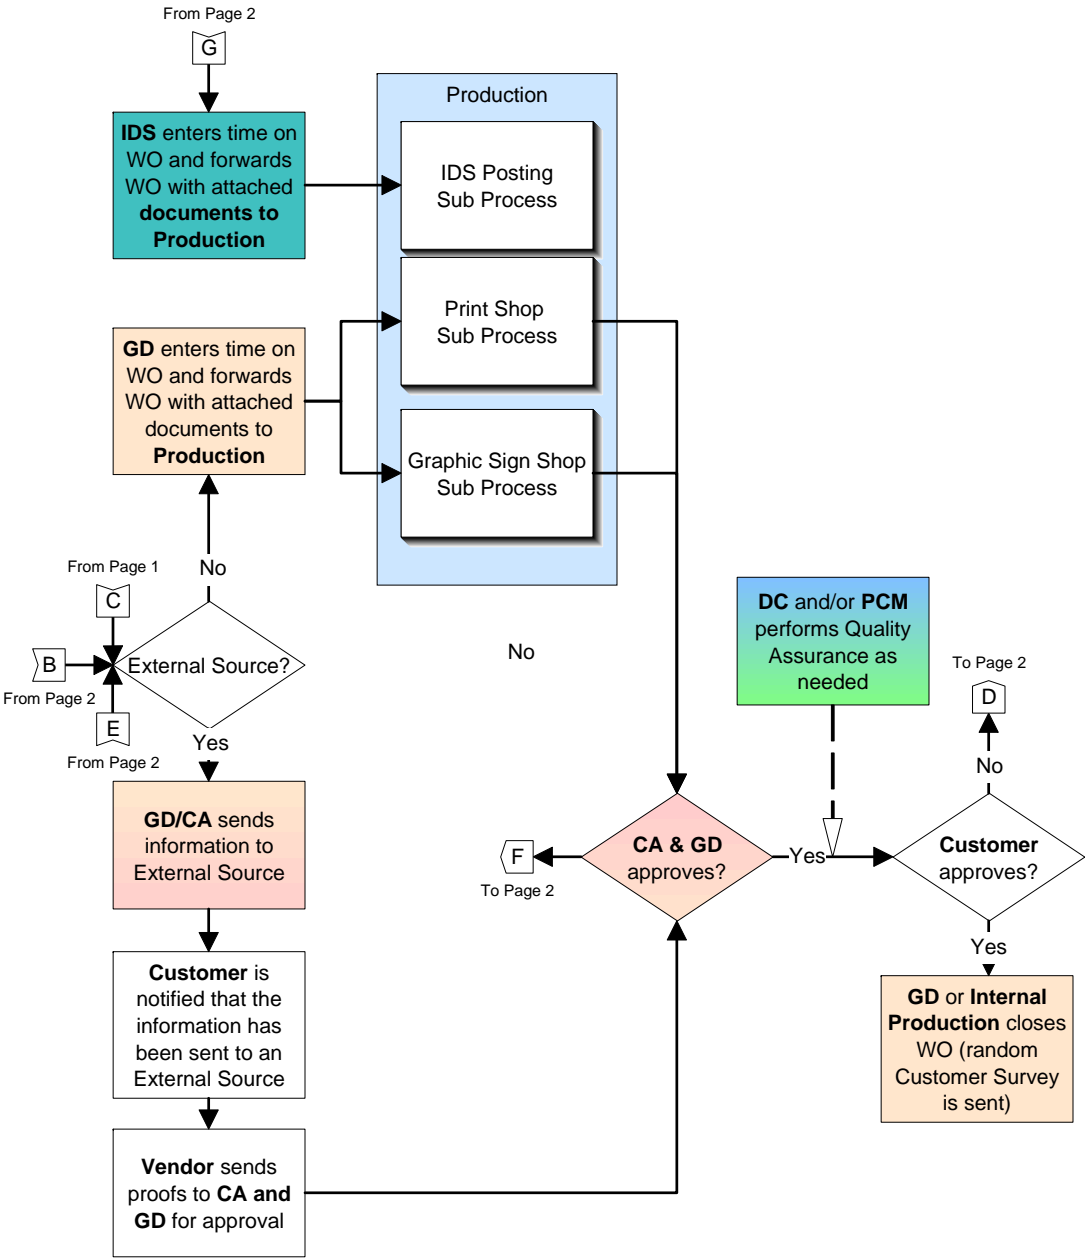 From Page 2
G
IDS enters time on
WO and forwards
WO with attached
documents to
Production
Production
IDS Posting
Sub Process
Print Shop
Sub Process
Graphic Sign Shop
Sub Process
GD enters time on
WO and forwards
WO with attached
documents to
Production
No
From Page 1
C
B
From Page 2
External Source?
E
From Page 2
Yes
GD/CA sends
information to
External Source
Customer is
notified that the
information has
been sent to an
External Source
Vendor sends
proofs to CA and
GD for approval
No
F
To Page 2
CA & GD
approves?
Yes
DC and/or PCM
performs Quality
Assurance as
needed
To Page 2
D
No
Customer
approves?
Yes
GD or Internal
Production closes
WO (random
Customer Survey
is sent)